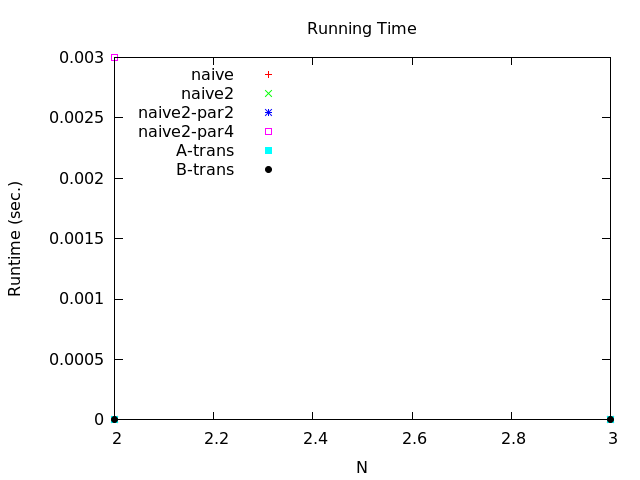 Running Time
0.003
0.0025
0.002
0.0015
0.001
0.0005
0
Runtime (sec.)
naive
naive2
naive2-par2
naive2-par4
A-trans
B-trans
2 2.2 2.4 2.6 2.8 3
N